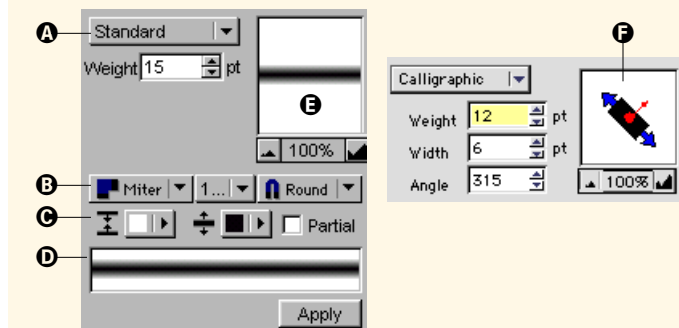 A Standard
Weight 15 pt
E
100%
B Miter 1... Round
C Partial
D
Apply
F
Calligraphic
Weight 12 pt
Width 6 pt
Angle 315
100%